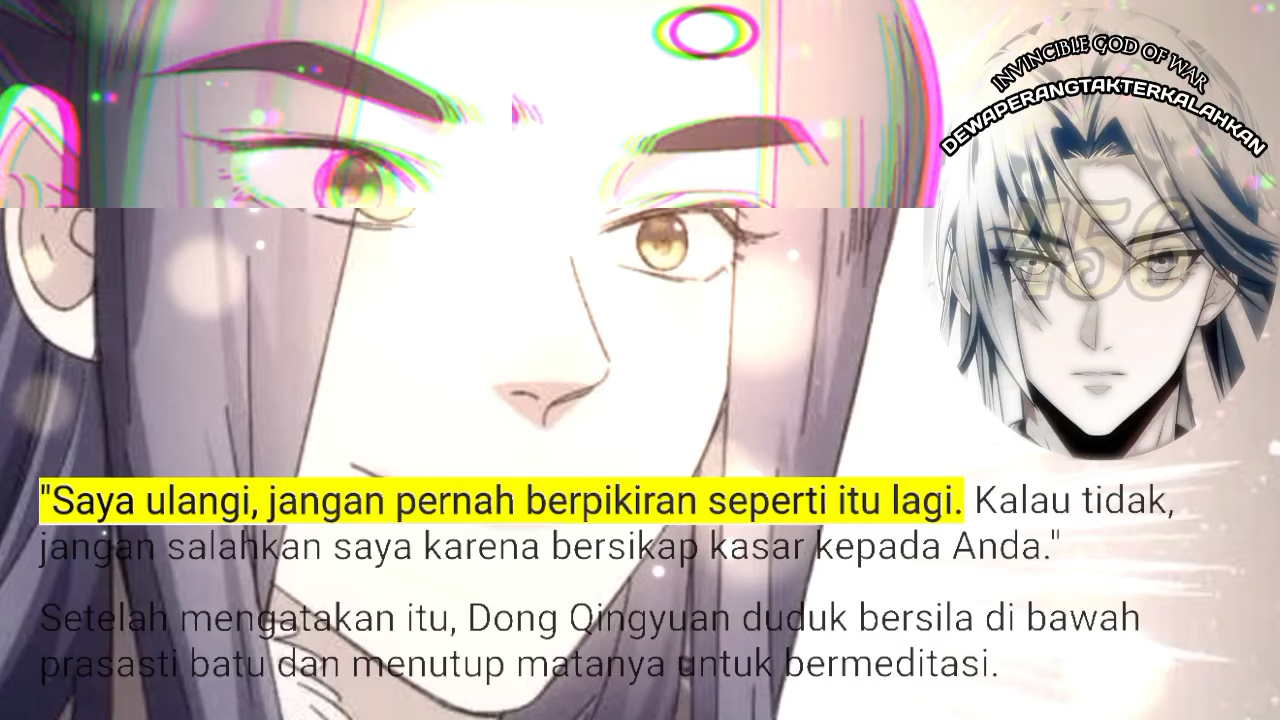 INVINCIBLE GOD OF WAR
DEWAPERANGTAKTERKALAHKAN
456
"Saya ulangi, jangan pernah berpikiran seperti itu lagi. Kalau tidak,
jangan salahkan saya karena bersikap kasar kepada Anda."
Setelah mengatakan itu, Dong Qingyuan duduk bersila di bawah
prasasti batu dan menutup matanya untuk bermeditasi.